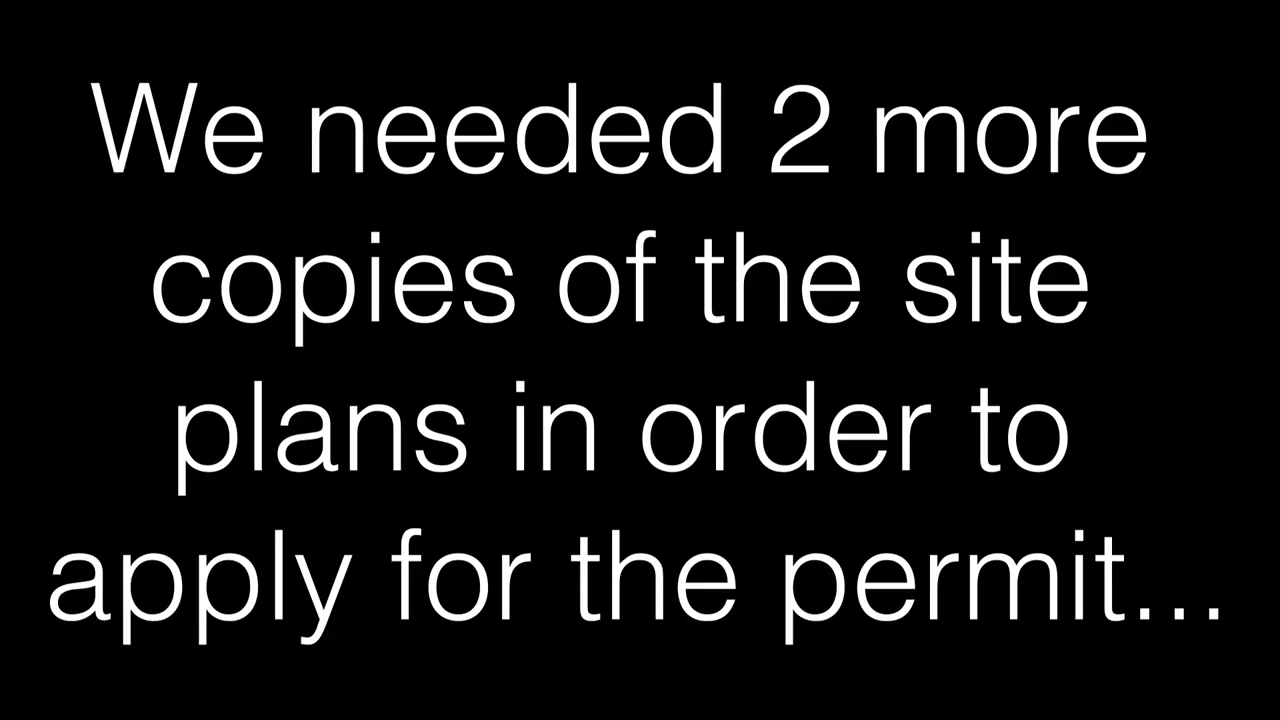 We needed 2 more
copies of the site
plans in order to
apply for the permit...